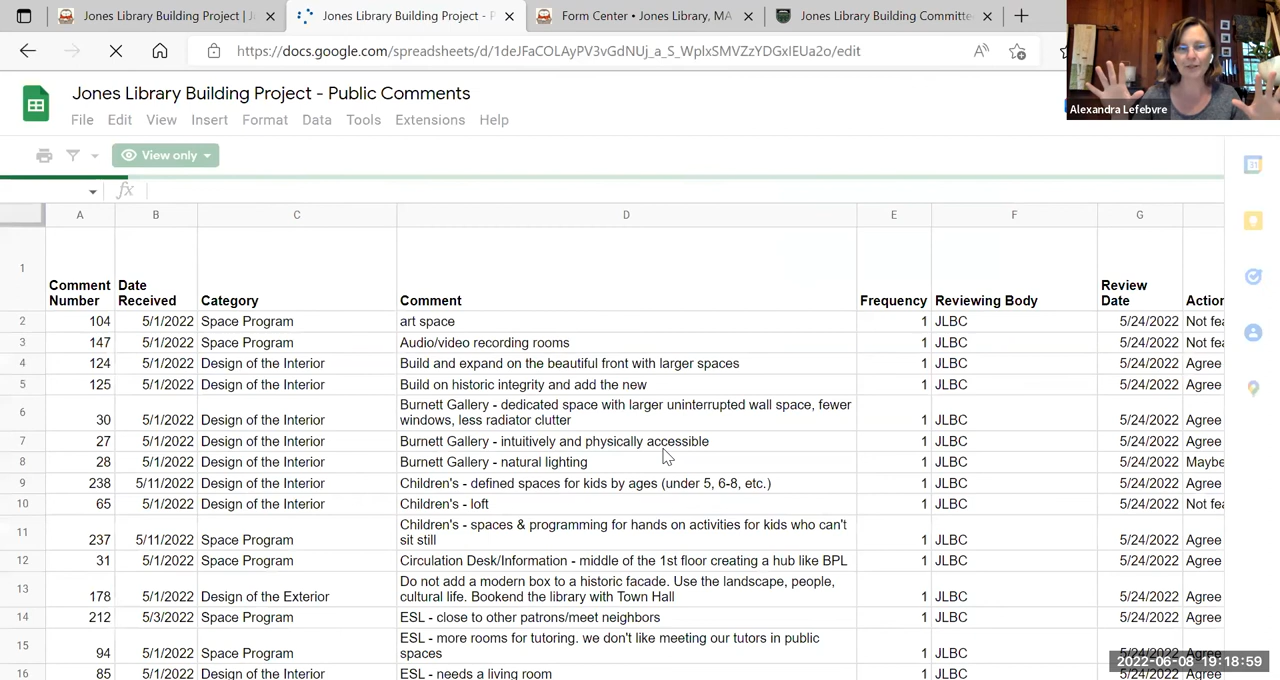 Jones Library Building Project | J
Jones Library Building Project - P
Form Center • Jones Library, MA
Jones Library Building Committe
https://docs.google.com/spreadsheets/d/1deJFaCOLAyPV3vGdNUj_a_S_WplxSMVZzYDGxIEUa2o/edit
Alexandra Lefebvre
Jones Library Building Project - Public Comments
File Edit View Insert Format Data Tools Extensions Help
View only
fx
A B C D E F G
1 Comment Number Date Received Category Comment Frequency Reviewing Body Review Date Action
2 104 5/1/2022 Space Program art space 1 JLBC 5/24/2022 Not fea
3 147 5/1/2022 Space Program Audio/video recording rooms 1 JLBC 5/24/2022 Not fea
4 124 5/1/2022 Design of the Interior Build and expand on the beautiful front with larger spaces 1 JLBC 5/24/2022 Agree
5 125 5/1/2022 Design of the Interior Build on historic integrity and add the new 1 JLBC 5/24/2022 Agree
Burnett Gallery - dedicated space with larger uninterrupted wall space, fewer
6 30 5/1/2022 Design of the Interior windows, less radiator clutter 1 JLBC 5/24/2022 Agree
7 27 5/1/2022 Design of the Interior Burnett Gallery - intuitively and physically accessible 1 JLBC 5/24/2022 Agree
8 28 5/1/2022 Design of the Interior Burnett Gallery - natural lighting 1 JLBC 5/24/2022 Maybe
9 238 5/11/2022 Design of the Interior Children's - defined spaces for kids by ages (under 5, 6-8, etc.) 1 JLBC 5/24/2022 Agree
10 65 5/1/2022 Design of the Interior Children's - loft 1 JLBC 5/24/2022 Not fea
Children's - spaces & programming for hands on activities for kids who can't
11 237 5/11/2022 Space Program sit still 1 JLBC 5/24/2022 Agree
12 31 5/1/2022 Space Program Circulation Desk/Information - middle of the 1st floor creating a hub like BPL 1 JLBC 5/24/2022 Agree
Do not add a modern box to a historic facade. Use the landscape, people,
13 178 5/1/2022 Design of the Exterior cultural life. Bookend the library with Town Hall 1 JLBC 5/24/2022 Agree
14 212 5/3/2022 Space Program ESL - close to other patrons/meet neighbors 1 JLBC 5/24/2022 Agree
ESL - more rooms for tutoring. we don't like meeting our tutors in public
15 94 5/1/2022 Space Program spaces 1 JLBC 5/24/2022 Agree
16 85 5/1/2022 Design of the Interior ESL - needs a living room 1 JLBC 5/24/2022 Agree
2022-06-08 19:18:59